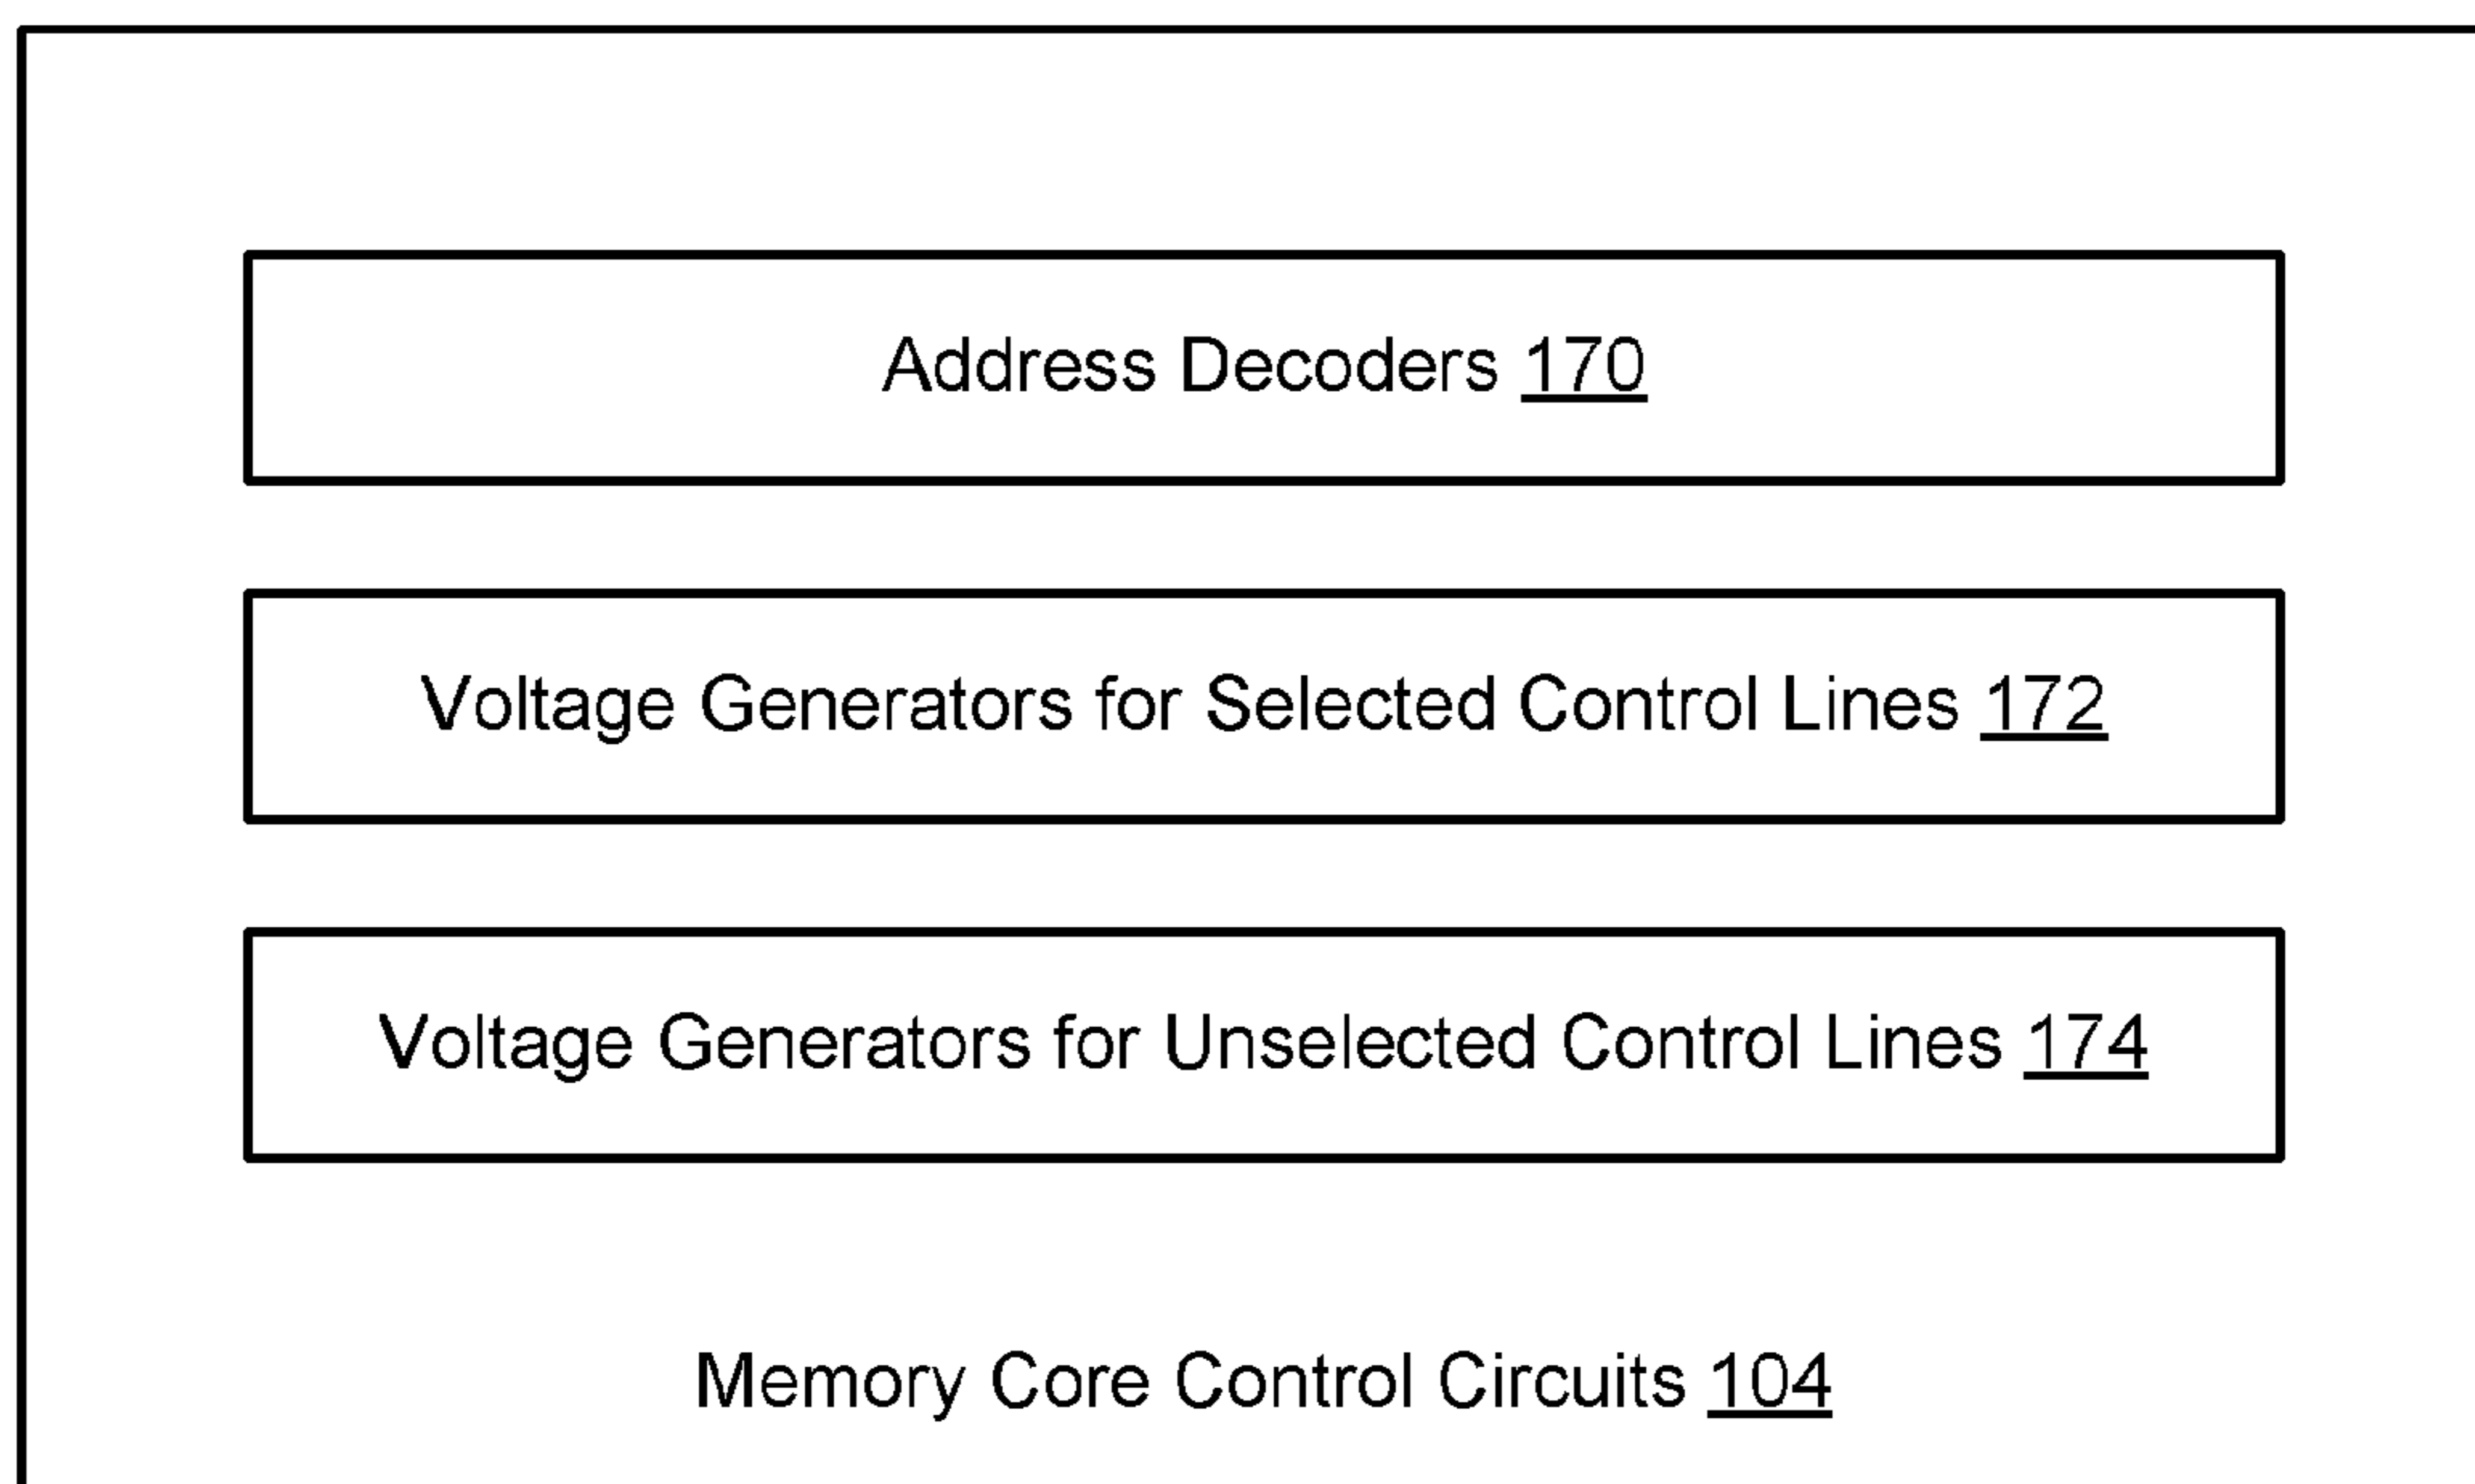 Address Decoders 170
Voltage Generators for Selected Control Lines 172
Voltage Generators for Unselected Control Lines 174
Memory Core Control Circuits 104